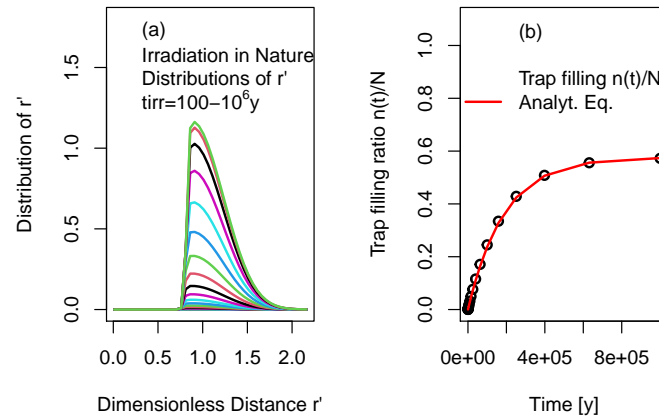 (a)
Irradiation in Nature
Distributions of r'
tirr=100−10^6y
Distribution of r'
0.0
0.5
1.0
1.5
0.0
0.5
1.0
1.5
2.0
Dimensionless Distance r'
(b)
Trap filling n(t)/N
Analyt. Eq.
Trap filling ratio n(t)/N
0.0
0.2
0.4
0.6
0.8
1.0
0e+00
4e+05
8e+05
Time [y]